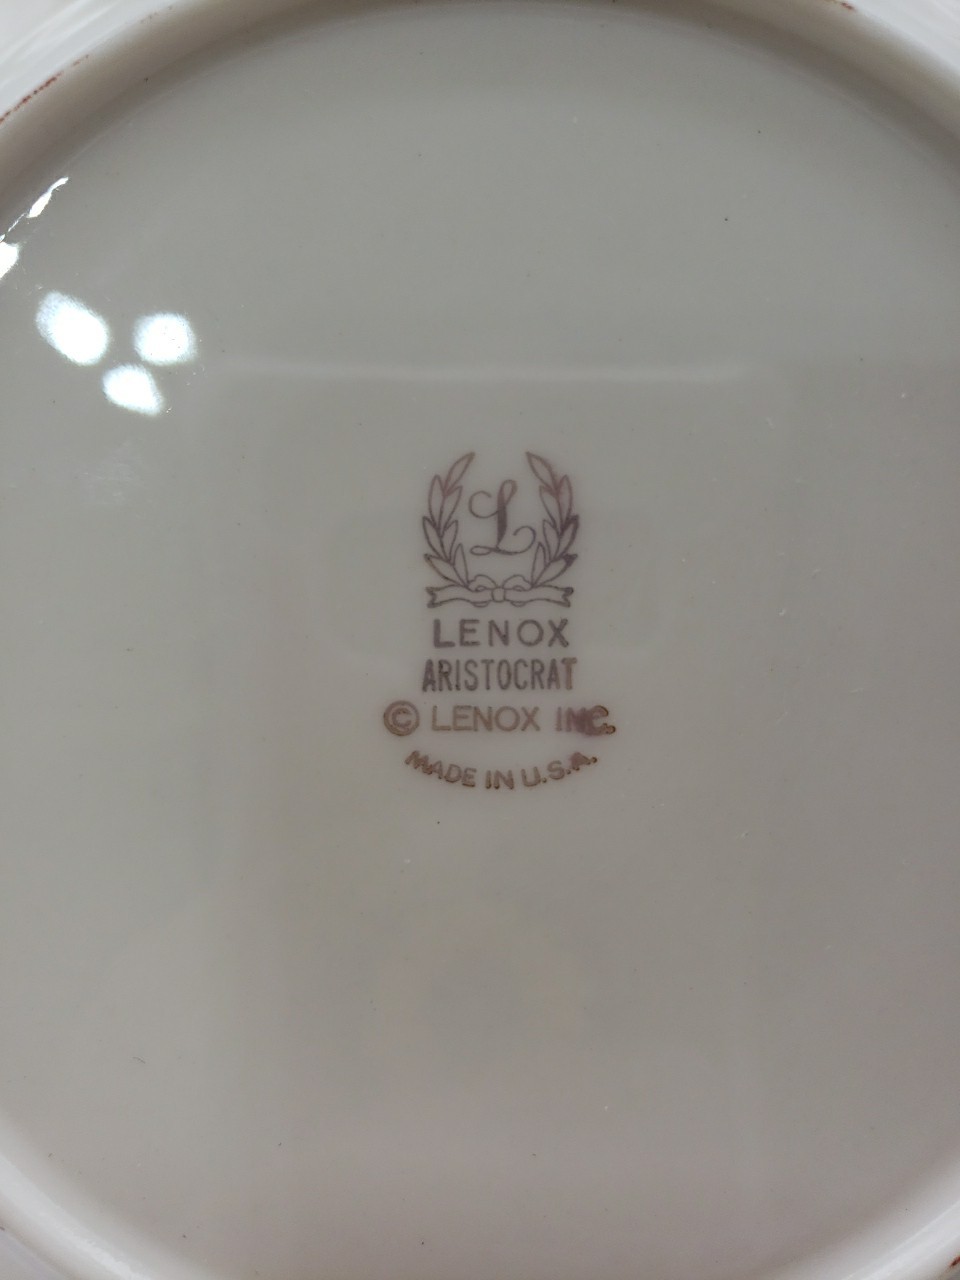 L
LENOX
ARISTOCRAT
© LENOX INC.
MADE IN U.S.A.